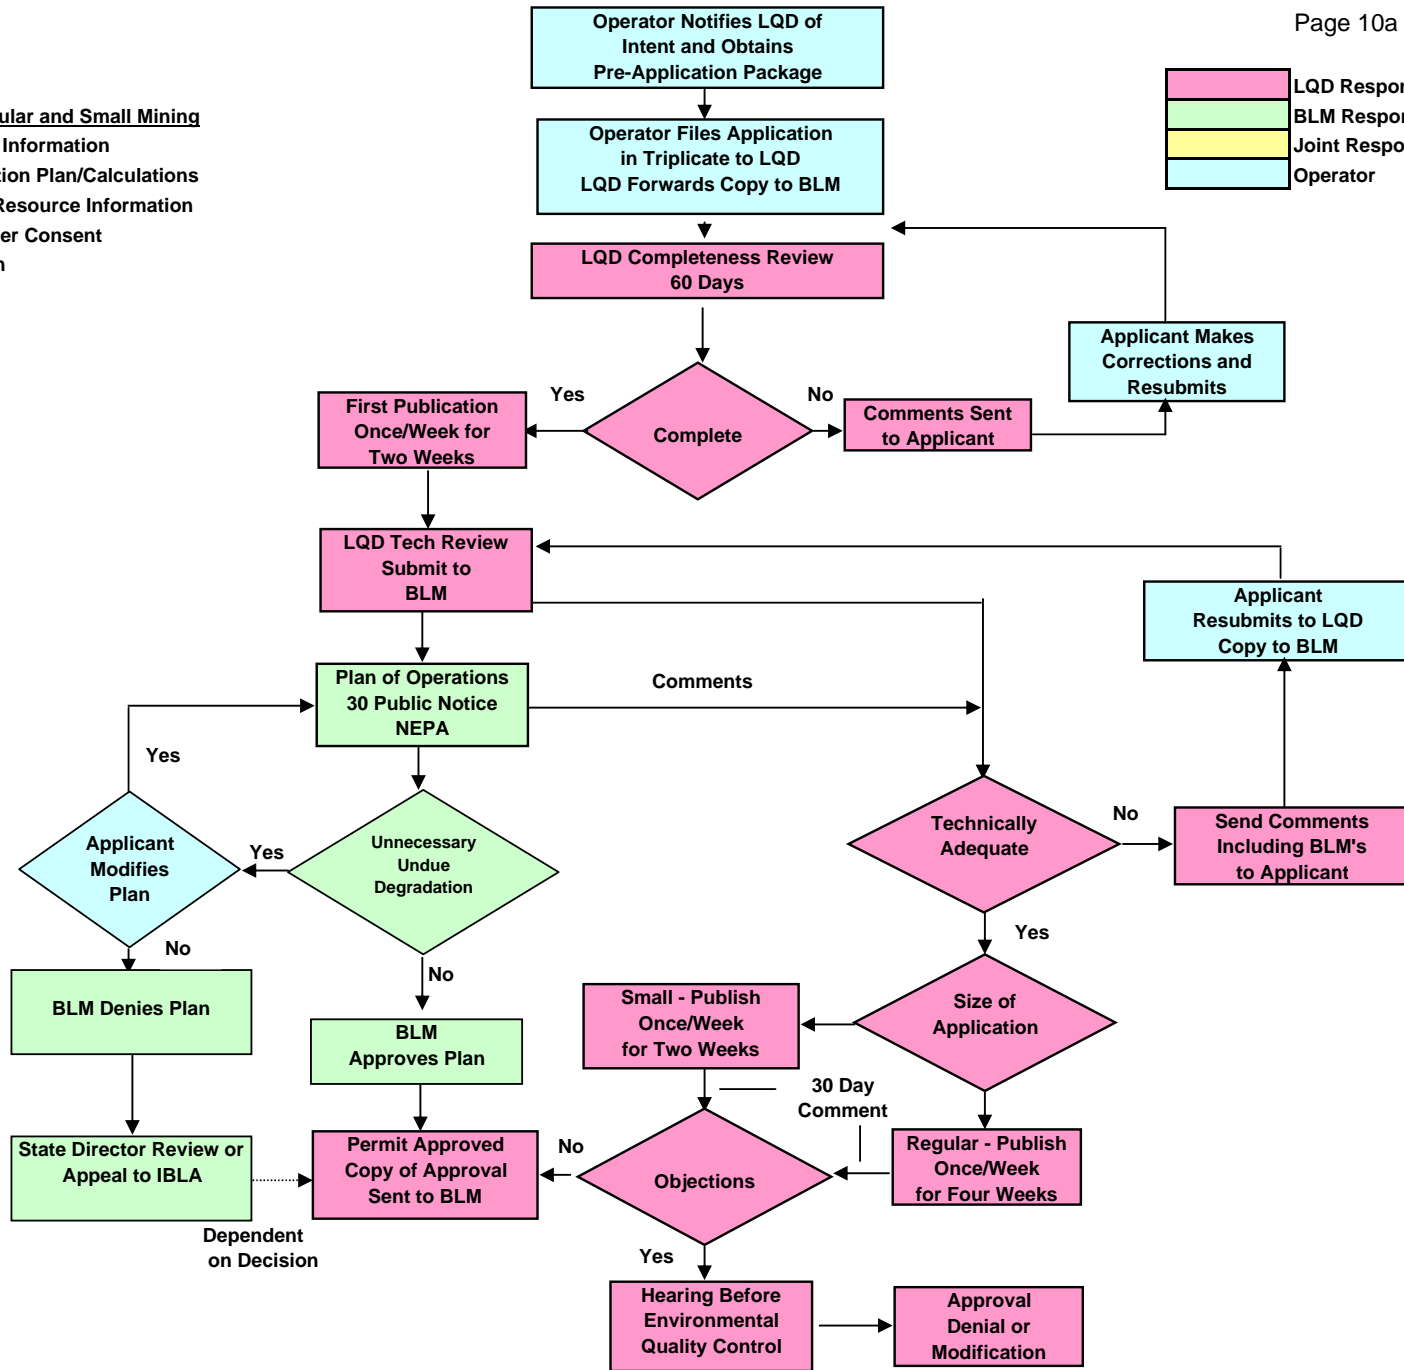 Page 10a
Operator Notifies LQD of
Intent and Obtains
Pre-Application Package
LQD Respon
BLM Respon
Joint Respo
Operator
ular and Small Mining
Information
tion Plan/Calculations
Resource Information
er Consent
n
Operator Files Application
in Triplicate to LQD
LQD Forwards Copy to BLM
LQD Completeness Review
60 Days
Applicant Makes
Corrections and
Resubmits
Yes
No
First Publication
Once/Week for
Two Weeks
Complete
Comments Sent
to Applicant
LQD Tech Review
Submit to
BLM
Applicant
Resubmits to LQD
Copy to BLM
Plan of Operations
30 Public Notice
NEPA
Comments
Yes
Applicant
Modifies
Plan
Yes
Unnecessary
Undue
Degradation
Technically
Adequate
No
Send Comments
Including BLM's
to Applicant
No
No
Yes
BLM Denies Plan
BLM
Approves Plan
Small - Publish
Once/Week
for Two Weeks
Size of
Application
30 Day
Comment
State Director Review or
Appeal to IBLA
Permit Approved
Copy of Approval
Sent to BLM
No
Objections
Regular - Publish
Once/Week
for Four Weeks
Dependent
on Decision
Yes
Hearing Before
Environmental
Quality Control
Approval
Denial or
Modification